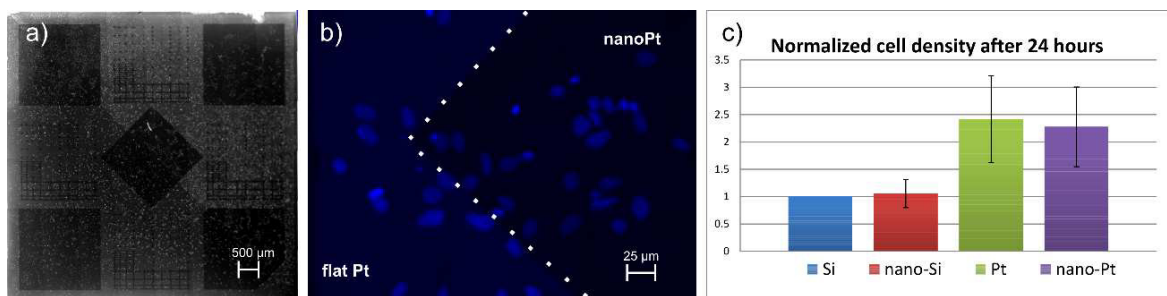 a)
500 µm
b)
nanoPt
flat Pt
25 µm
c)
Normalized cell density after 24 hours
3.5
3
2.5
2
1.5
1
0.5
0
Si nano-Si Pt nano-Pt